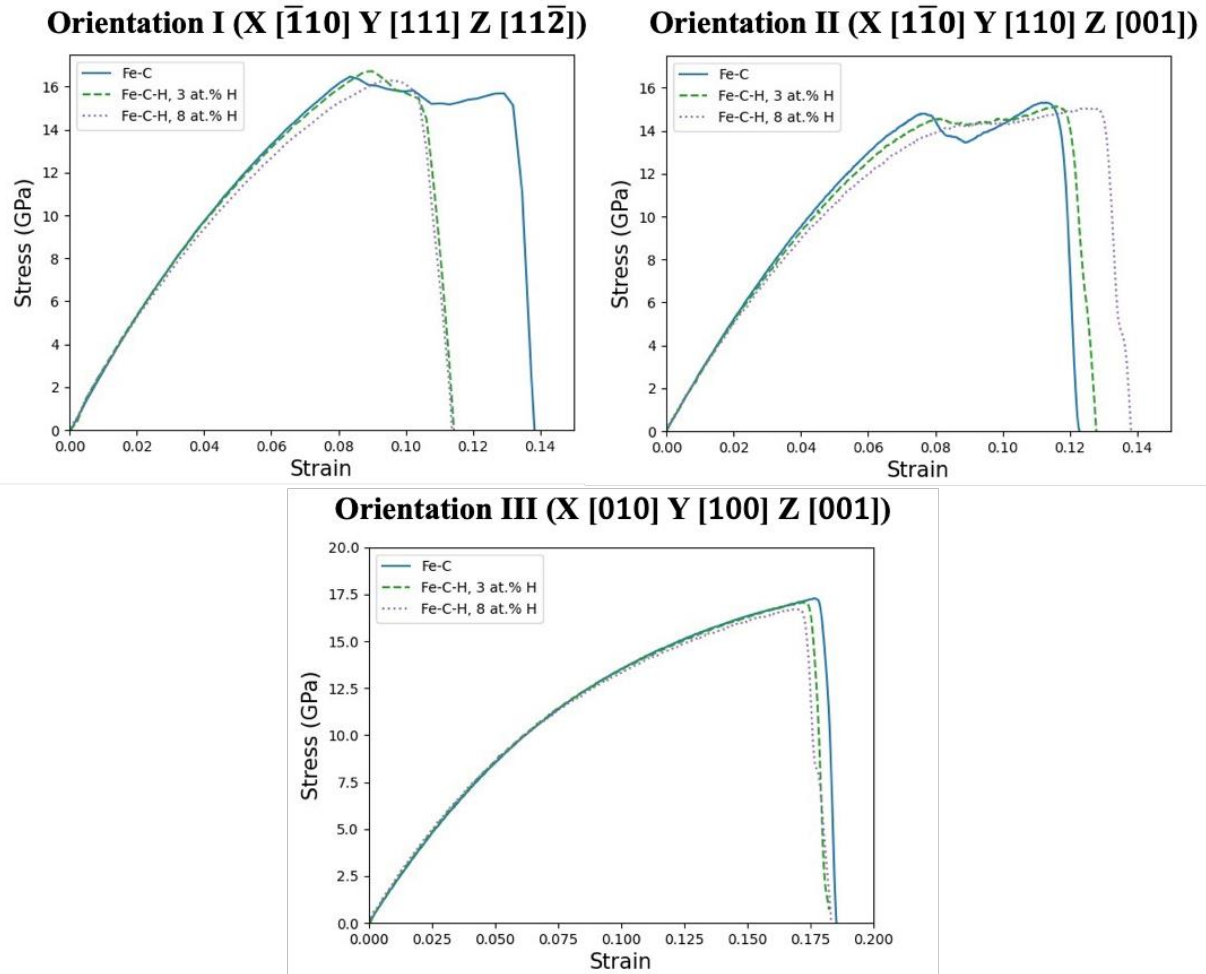 Orientation I (X [1̅10] Y [111] Z [112̅])
Fe-C
Fe-C-H, 3 at.% H
Fe-C-H, 8 at.% H
16
14
12
10
8
6
4
2
0
Stress (GPa)
0.00 0.02 0.04 0.06 0.08 0.10 0.12 0.14
Strain
Orientation II (X [11̅0] Y [110] Z [001])
Fe-C
Fe-C-H, 3 at.% H
Fe-C-H, 8 at.% H
16
14
12
10
8
6
4
2
0
Stress (GPa)
0.00 0.02 0.04 0.06 0.08 0.10 0.12 0.14
Strain
Orientation III (X [010] Y [100] Z [001])
Fe-C
Fe-C-H, 3 at.% H
Fe-C-H, 8 at.% H
20.0
17.5
15.0
12.5
10.0
7.5
5.0
2.5
0.0
Stress (GPa)
0.000 0.025 0.050 0.075 0.100 0.125 0.150 0.175 0.200
Strain